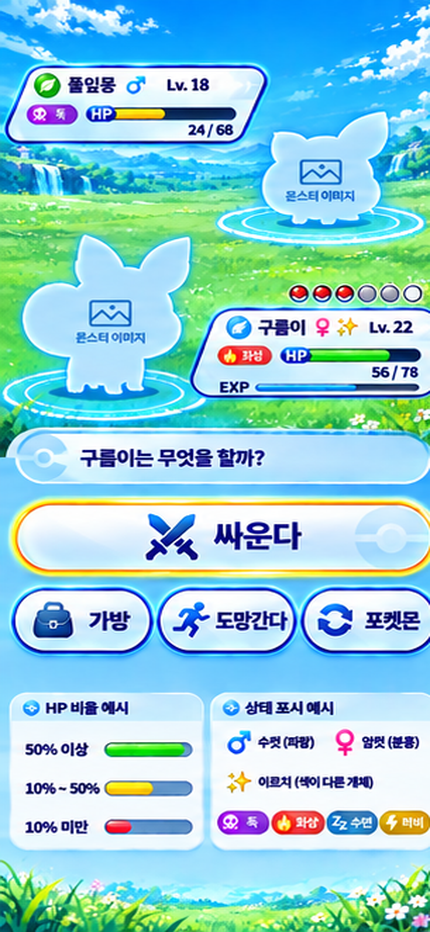 풀잎몽 ♂ Lv. 18
독 HP
24 / 68
몬스터 이미지
몬스터 이미지
구름이 ♀ ✨ Lv. 22
화상 HP
56 / 78
EXP
구름이는 무엇을 할까?
싸운다
가방 도망간다 포켓몬
HP 비율 예시
50% 이상
10% ~ 50%
10% 미만
상태 포시 예시
수컷 (파랑) 암컷 (분홍)
이르치 (색이 다른 개체)
독 화상 수면